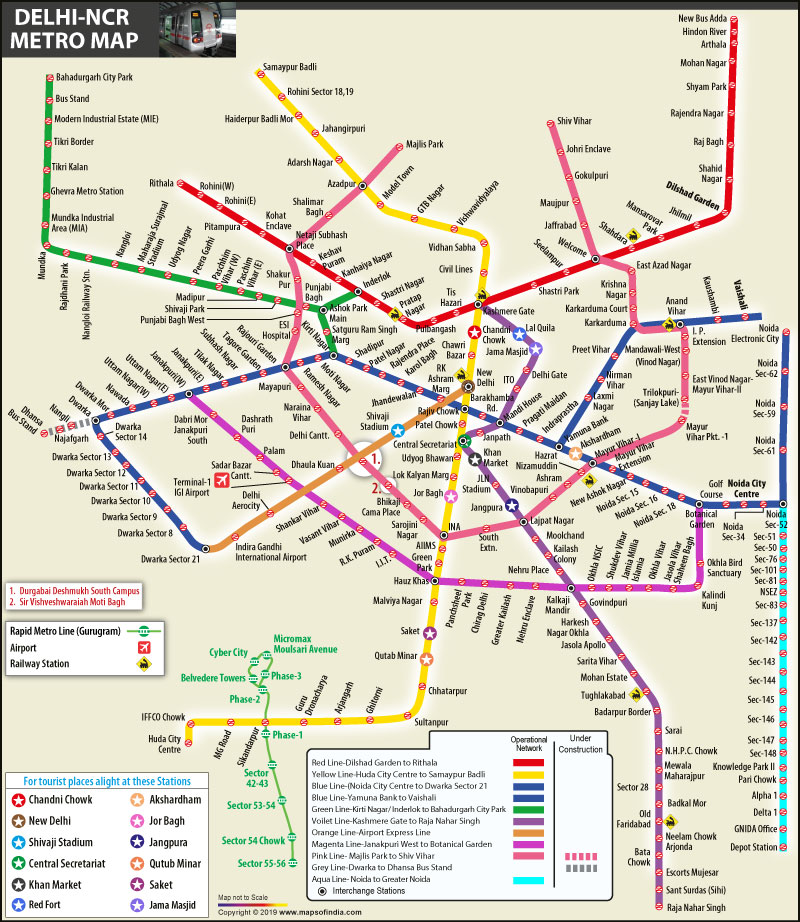 DELHI-NCR
METRO MAP
New Bus Adda
Hindon River
Arthala
Mohan Nagar
Shyam Park
Rajendra Nagar
Raj Bagh
Shahid
Nagar
Dilshad Garden
Jhilmil
Mansarovar
Park
Shahdara
Welcome
Seelampur
Shastri Park
Kashmere Gate
Tis
Hazari
Pulbangash
Pratap
Nagar
Shastri Nagar
Inderlok
Kanhaiya Nagar
Keshav
Puram
Netaji Subhash
Place
Kohat
Enclave
Pitampura
Rohini(E)
Rohini(W)
Rithala
Bahadurgarh City Park
Bus Stand
Modern Industrial Estate (MIE)
Tikri Border
Tikri Kalan
Ghevra Metro Station
Mundka Industrial
Area (MIA)
Mundka
Rajdhani Park
Nangloi Railway Stn.
Nangloi
Maharaja Surajmal
Stadium
Udyog Nagar
Peera Garhi
Paschim
Vihar (W)
Paschim
Vihar (E)
Madipur
Shivaji Park
Punjabi Bagh West
Ashok Park
Main
Satguru Ram Singh
Marg
Kirti Nagar
Samaypur Badli
Rohini Sector 18,19
Haiderpur Badli Mor
Jahangirpuri
Adarsh Nagar
Azadpur
Model Town
GTB Nagar
Vishwavidyalaya
Vidhan Sabha
Civil Lines
Chandni
Chowk
Chawri
Bazar
New
Delhi
Rajiv Chowk
Patel Chowk
Central Secretariat
Udyog Bhawan
Lok Kalyan Marg
Jor Bagh
INA
AIIMS
Green
Park
Hauz Khas
Malviya Nagar
Saket
Qutab Minar
Chhatarpur
Sultanpur
Ghitorni
Arjangarh
Guru
Dronacharya
Sikandarpur
MG Road
IFFCO Chowk
Huda City
Centre
Majlis Park
Shalimar
Bagh
Shakur
Pur
Punjabi
Bagh
ESI
Hospital
Rajouri Garden
Mayapuri
Naraina
Vihar
Delhi Cantt.
1.
2.
Bhikaji
Cama Place
Sarojini
Nagar
South
Extn.
Lajpat Nagar
Vinobapuri
Ashram
Hazrat
Nizamuddin
Mayur Vihar -I
Mayur Vihar
Extension
Mayur
Vihar Pkt. -1
Trilokpuri-
(Sanjay Lake)
East Vinod Nagar-
Mayur Vihar-II
Mandawali-West
(Vinod Nagar)
I. P.
Extension
Anand
Vihar
Karkarduma
Karkarduma Court
Krishna
Nagar
East Azad Nagar
Jaffrabad
Maujpur
Gokulpuri
Johri Enclave
Shiv Vihar
Kaushambi
Vaishali
Preet Vihar
Nirman
Vihar
Laxmi
Nagar
Yamuna Bank
Akshardham
Indraprastha
Pragati Maidan
Mandi House
Barakhamba
Rd.
RK
Ashram
Marg
Jhandewalan
Karol Bagh
Rajendra Place
Patel Nagar
Shadipur
Moti Nagar
Ramesh Nagar
Tagore Garden
Subhash Nagar
Tilak Nagar
Janakpuri(E)
Janakpuri(W)
Uttam Nagar(E)
Uttam Nagar(W)
Nawada
Dwarka Mor
Dwarka
Nangli
Najafgarh
Dhansa
Bus Stand
Dwarka
Sector 14
Dwarka Sector 13
Dwarka Sector 12
Dwarka Sector 11
Dwarka Sector 10
Dwarka Sector 9
Dwarka Sector 8
Dwarka Sector 21
New Ashok Nagar
Noida Sec. 15
Noida Sec. 16
Noida Sec. 18
Botanical
Garden
Golf
Course
Noida City
Centre
Noida
Sec-34
Noida
Sec-52
Noida
Sec-61
Noida
Sec-59
Noida
Sec-62
Noida
Electronic City
Lal Quila
Jama Masjid
Delhi Gate
ITO
Janpath
Khan
Market
JLN
Stadium
Jangpura
Moolchand
Kailash
Colony
Nehru Place
Kalkaji
Mandir
Govindpuri
Harkesh
Nagar Okhla
Jasola Apollo
Sarita Vihar
Mohan Estate
Tughlakabad
Badarpur Border
Sarai
N.H.P.C. Chowk
Mewala
Maharajpur
Sector 28
Badkal Mor
Old
Faridabad
Neelam Chowk
Arjonda
Bata
Chowk
Escorts Mujesar
Sant Surdas (Sihi)
Raja Nahar Singh
Shivaji
Stadium
Dhaula Kuan
Delhi
Aerocity
Indira Gandhi
International Airport
Dabri Mor
Janakpuri
South
Dashrath
Puri
Palam
Sadar Bazar
Cantt.
Terminal-1
IGI Airport
Shankar Vihar
Vasant Vihar
Munirka
R.K. Puram
I.I.T.
Panchsheel
Park
Chirag Delhi
Greater Kailash
Nehru Enclave
Okhla NSIC
Shukdev Vihar
Jamia Millia
Islamia
Okhla Vihar
Jasola Vihar
Shaheen Bagh
Kalindi
Kunj
Okhla Bird
Sanctuary
Sec-51
Sec-50
Sec-76
Sec-101
Sec-81
NSEZ
Sec-83
Sec-137
Sec-142
Sec-143
Sec-144
Sec-145
Sec-146
Sec-147
Sec-148
Knowledge Park II
Pari Chowk
Alpha 1
Delta 1
GNIDA Office
Depot Station
1. Durgabai Deshmukh South Campus
2. Sir Vishveshwaraiah Moti Bagh
Rapid Metro Line (Gurugram)
Airport
Railway Station
Micromax
Moulsari Avenue
Cyber City
Phase-3
Belvedere Towers
Phase-2
Phase-1
Sector
42-43
Sector 53-54
Sector 54 Chowk
Sector 55-56
For tourist places alight at these Stations
Chandni Chowk
Akshardham
New Delhi
Jor Bagh
Shivaji Stadium
Jangpura
Central Secretariat
Qutub Minar
Khan Market
Saket
Red Fort
Jama Masjid
Operational
Network
Under
Construction
Red Line-Dilshad Garden to Rithala
Yellow Line-Huda City Centre to Samaypur Badli
Blue Line-(Noida City Centre) to Dwarka Sector 21
Blue Line-Yamuna Bank to Vaishali
Green Line-Kirti Nagar/Inderlok to Bahadurgarh City Park
Voilet Line-Kashmere Gate to Raja Nahar Singh
Orange Line-Airport Express Line
Magenta Line-Janakpuri West to Botanical Garden
Pink Line- Majlis Park to Shiv Vihar
Grey Line-Dwarka to Dhansa Bus Stand
Aqua Line- Noida to Greater Noida
Interchange Stations
Map not to Scale
Copyright © 2019 www.mapsofindia.com